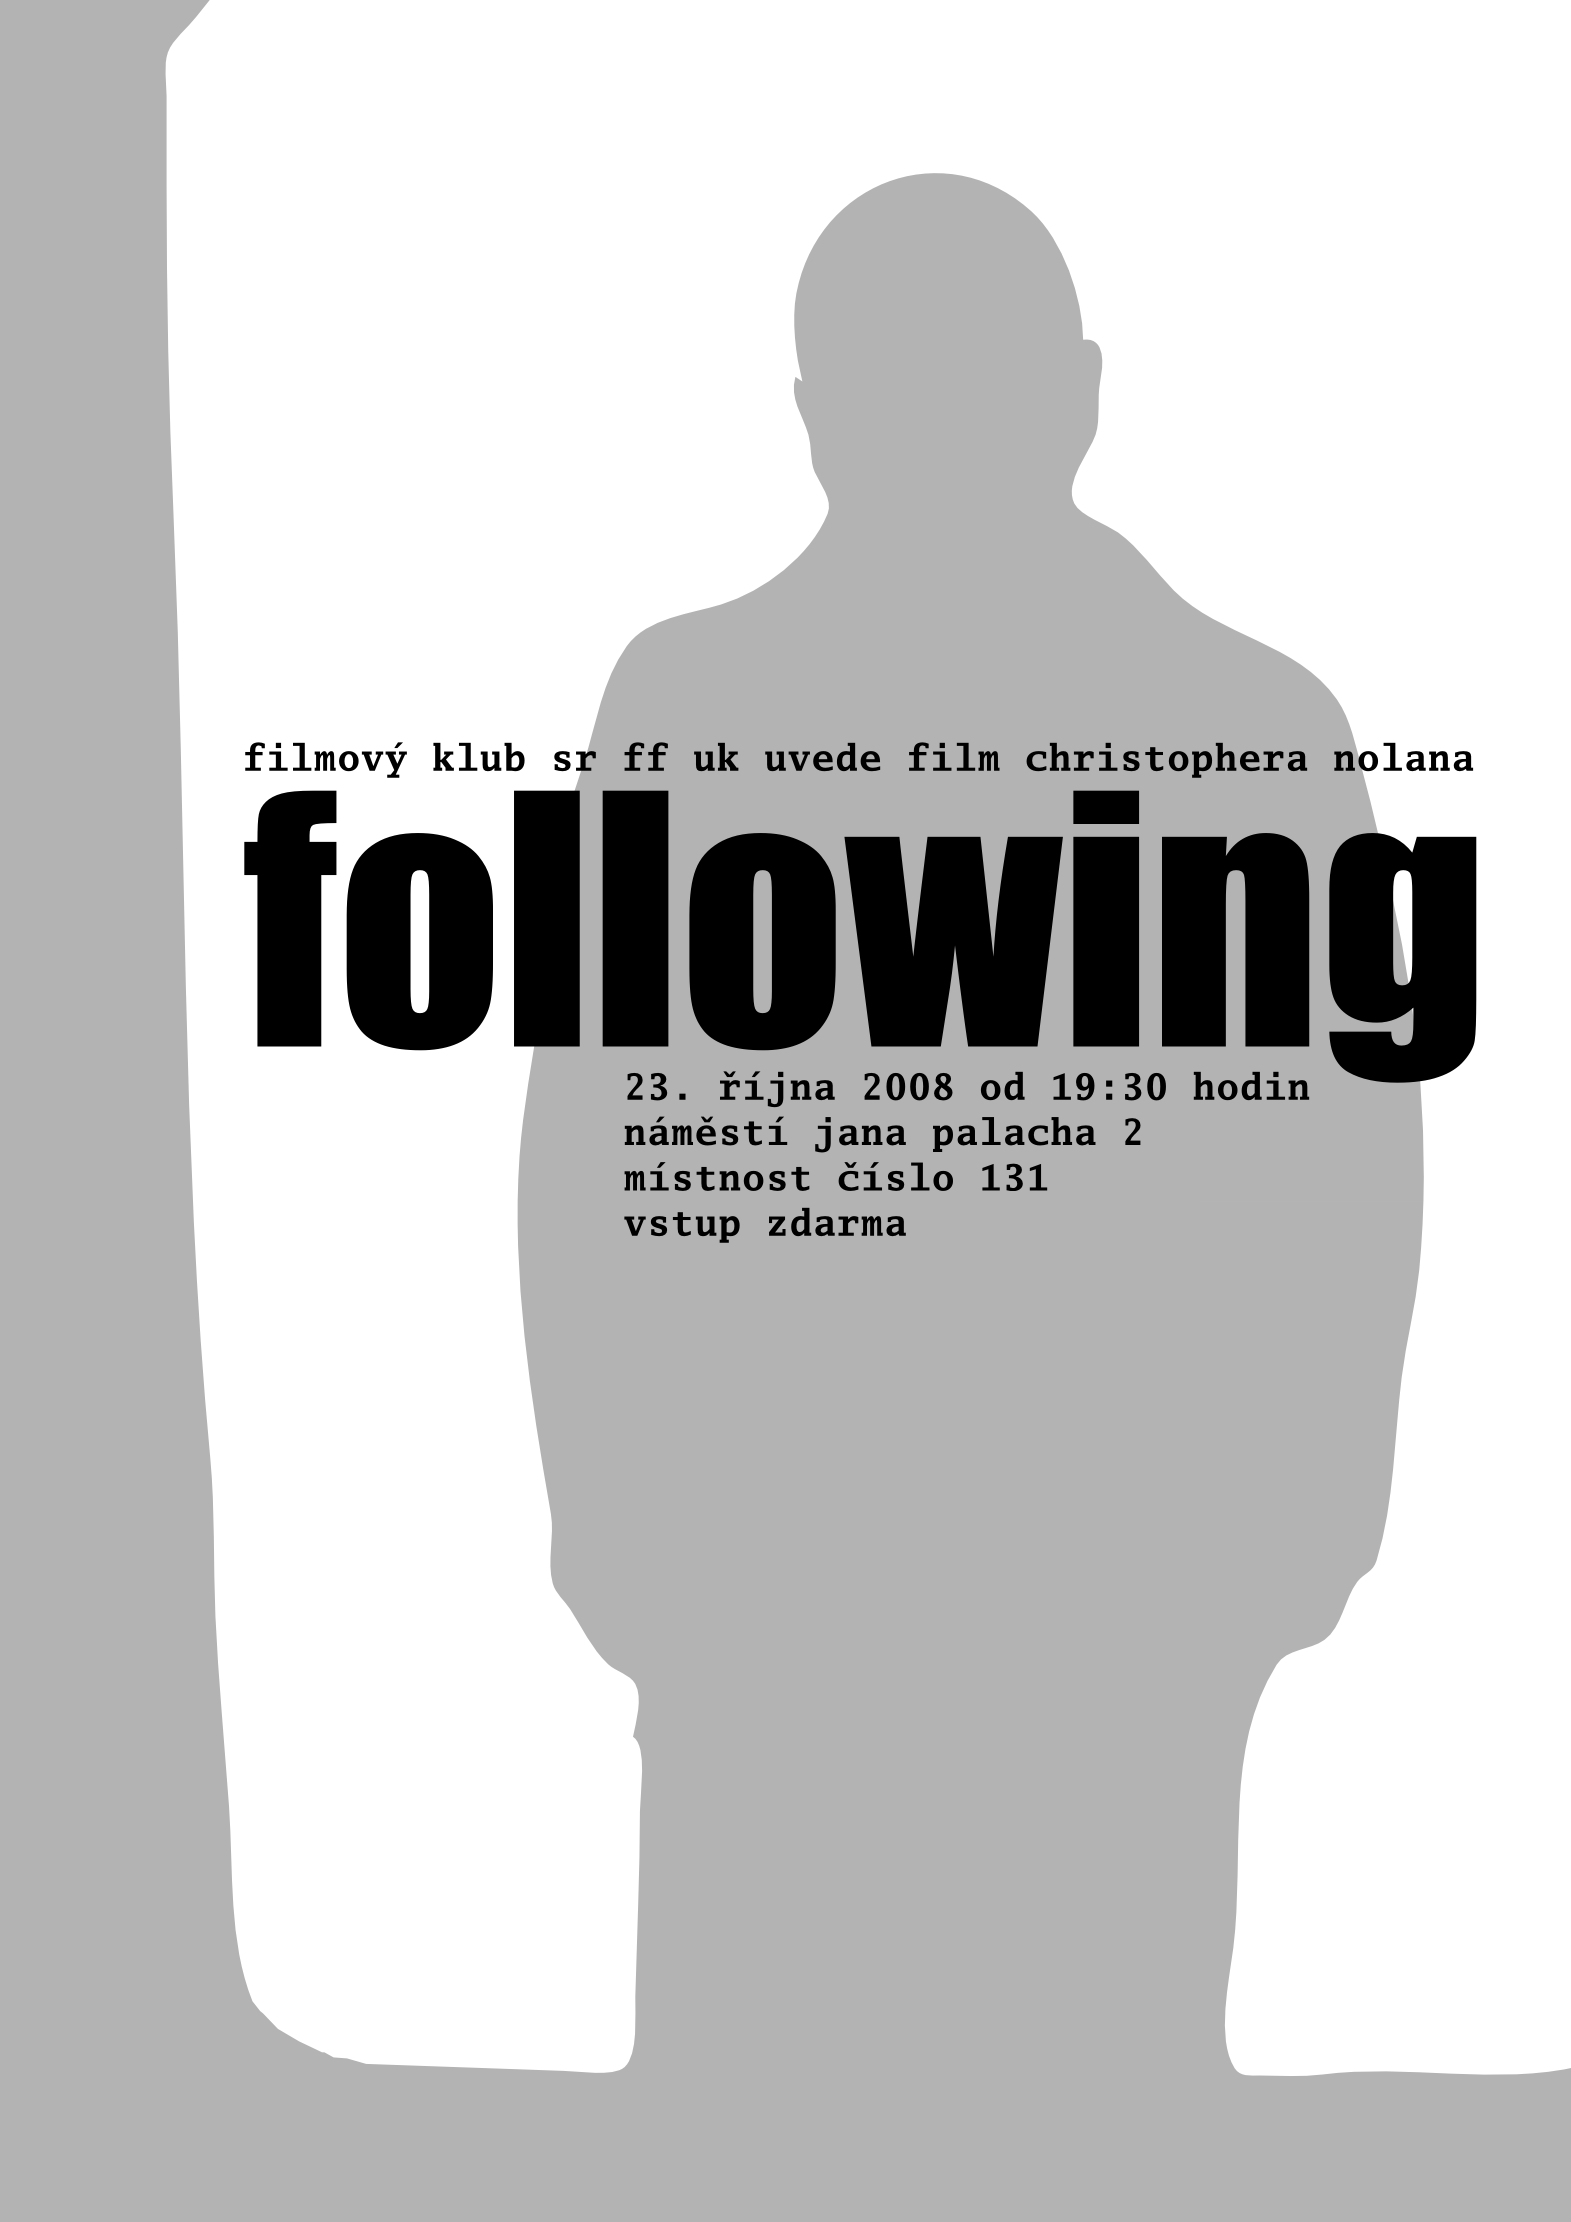 filmový klub sr ff uk uvede film christophera nolana
following
23. října 2008 od 19:30 hodin
náměstí jana palacha 2
místnost číslo 131
vstup zdarma